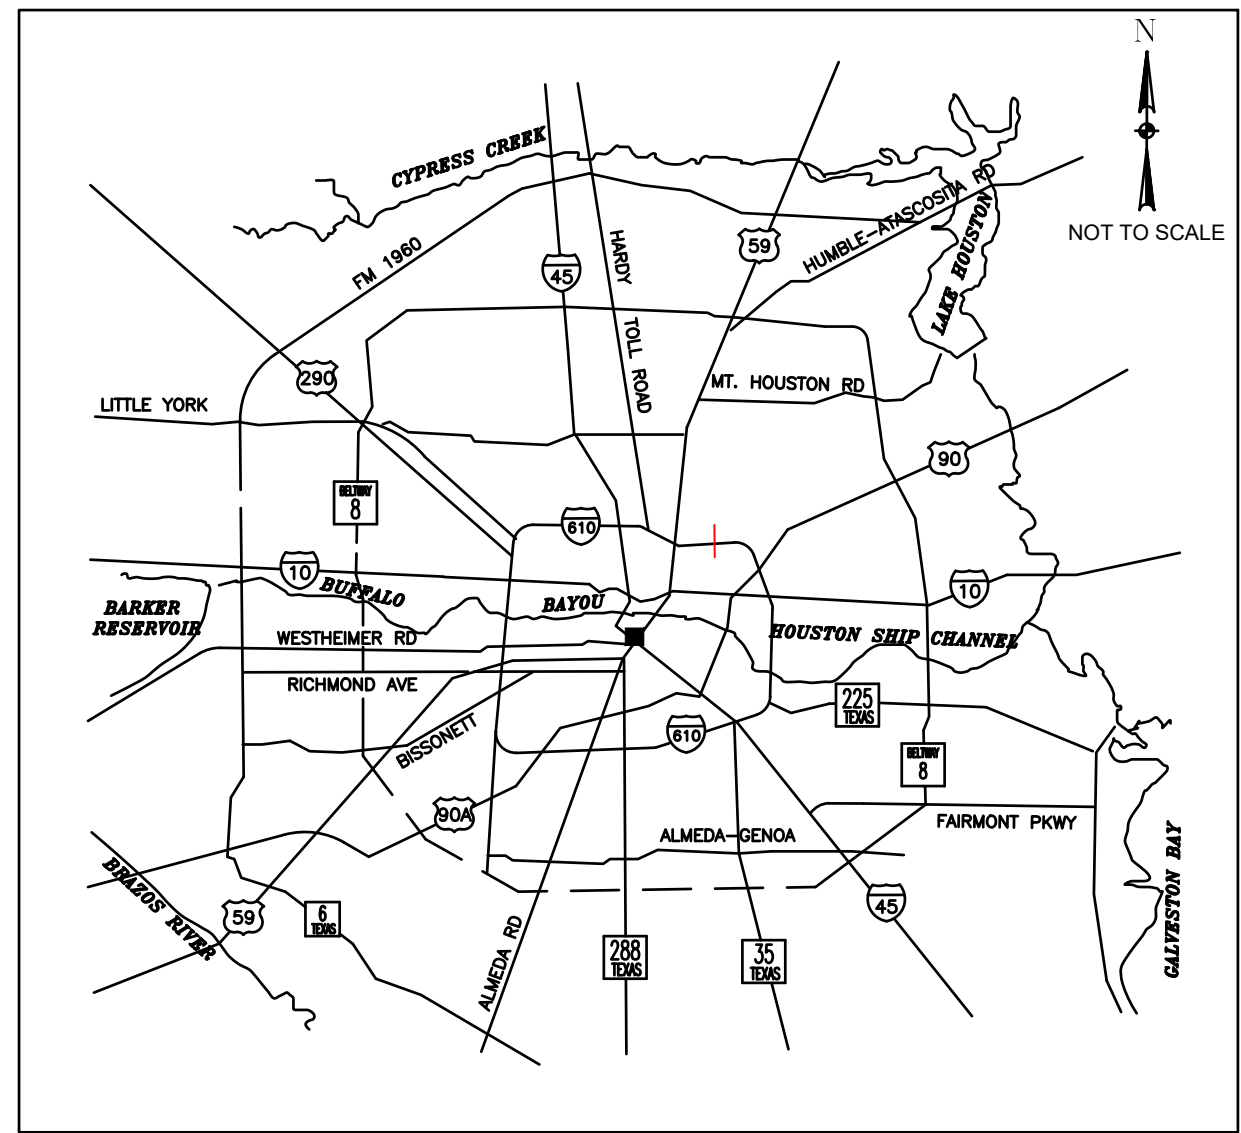 N
NOT TO SCALE
CYPRESS CREEK
FM 1960
45
HARDY
TOLL ROAD
59
HUMBLE-ATASCOSITA RD
LAKE HOUSTON
290
MT. HOUSTON RD
LITTLE YORK
90
BELTWAY
8
610
10
BUFFALO
BAYOU
10
BARKER
RESERVOIR
WESTHEIMER RD
HOUSTON SHIP CHANNEL
RICHMOND AVE
225
TEXAS
BISSONETT
610
BELTWAY
8
90A
ALMEDA-GENOA
FAIRMONT PKWY
BRAZOS RIVER
59
6
TEXAS
ALMEDA RD
288
TEXAS
35
TEXAS
45
GALVESTON BAY